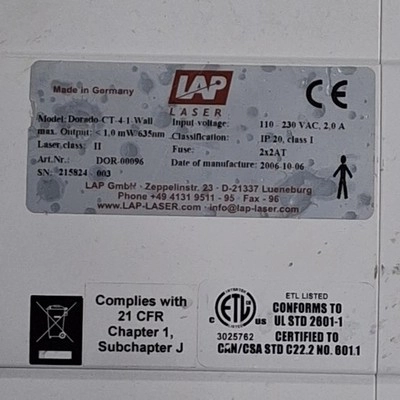 Made in Germany
LAP
LASER
CE
Model: Dorado-CT-4-1-Wall
max. Output: < 1.0 mW 635nm
Laser class: II
Art.Nr.: DOR-00096
SN: 215824 003
Input voltage: 110 - 230 VAC, 2.0 A
Classification: IP 20, class I
Fuse: 2x2AT
Date of manufacture: 2006-10-06
LAP GmbH · Zeppelinstr. 23 · D-21337 Lueneburg
Phone +49 4131 9511 - 95 · Fax - 96
www.LAP-LASER.com · info@lap-laser.com
Complies with
21 CFR
Chapter 1,
Subchapter J
ETL
c us
3025762
ETL LISTED
CONFORMS TO
UL STD 2601-1
CERTIFIED TO
CAN/CSA STD C22.2 NO. 601.1